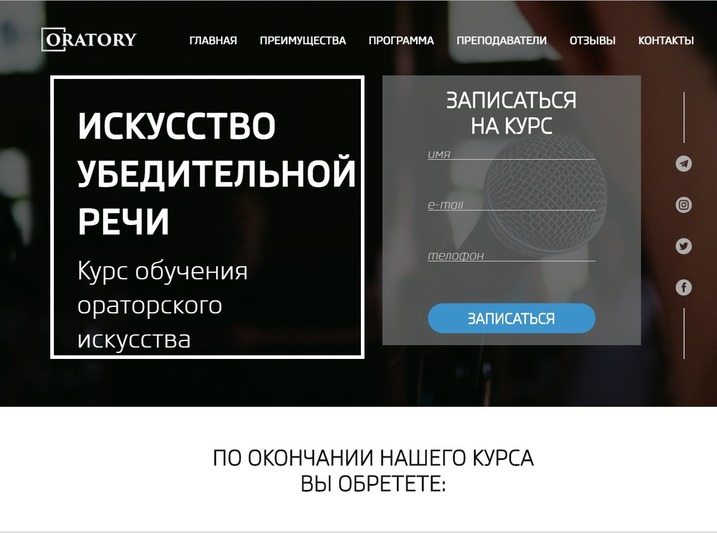 ORATORY
ГЛАВНАЯ ПРЕИМУЩЕСТВА ПРОГРАММА ПРЕПОДАВАТЕЛИ ОТЗЫВЫ КОНТАКТЫ
ИСКУССТВО
УБЕДИТЕЛЬНОЙ
РЕЧИ
Курс обучения
ораторского
искусства
ЗАПИСАТЬСЯ
НА КУРС
имя
e-mail
телофон
ЗАПИСАТЬСЯ
ПО ОКОНЧАНИИ НАШЕГО КУРСА
ВЫ ОБРЕТЕТЕ: